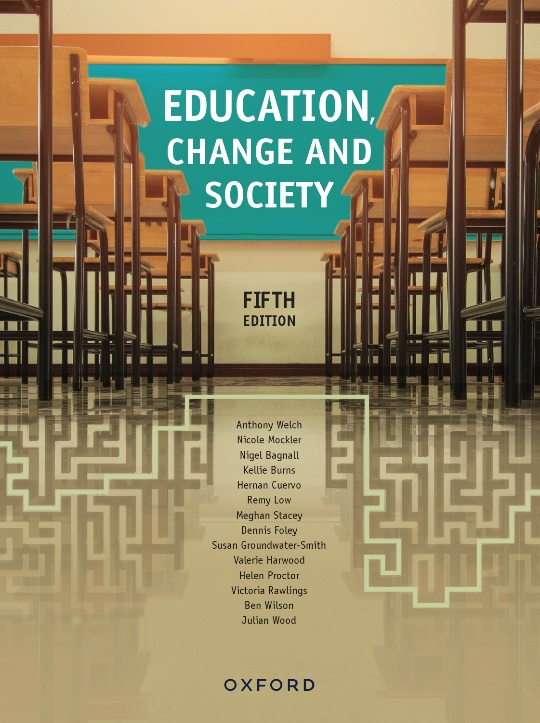 EDUCATION,
CHANGE AND
SOCIETY
FIFTH
EDITION
Anthony Welch
Nicole Mockler
Nigel Bagnall
Kellie Burns
Hernan Cuervo
Remy Low
Meghan Stacey
Dennis Foley
Susan Groundwater-Smith
Valerie Harwood
Helen Proctor
Victoria Rawlings
Ben Wilson
Julian Wood
OXFORD